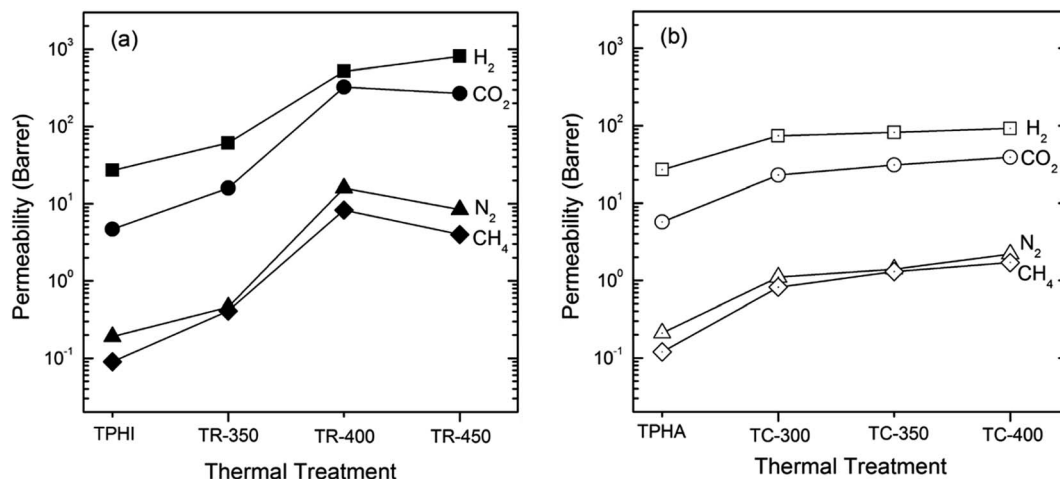 (a)
Permeability (Barrer)
10³
10²
10¹
10⁰
10⁻¹
H₂
CO₂
N₂
CH₄
TPHI TR-350 TR-400 TR-450
Thermal Treatment
(b)
Permeability (Barrer)
10³
10²
10¹
10⁰
10⁻¹
H₂
CO₂
N₂
CH₄
TPHA TC-300 TC-350 TC-400
Thermal Treatment